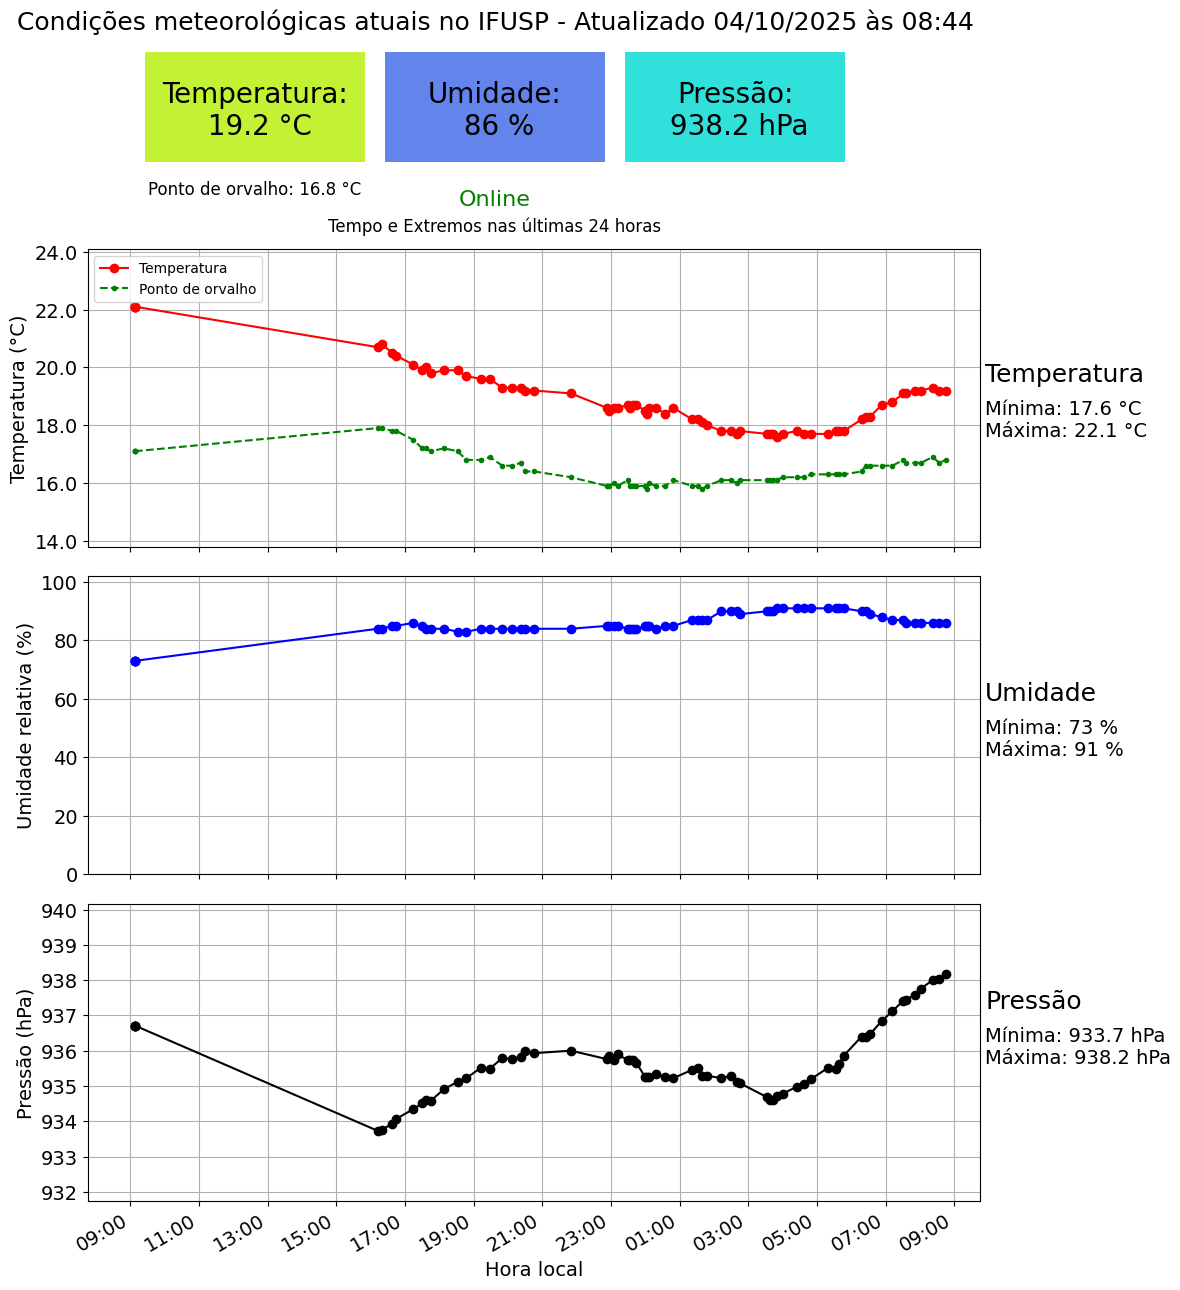 Condições meteorológicas atuais no IFUSP - Atualizado 04/10/2025 às 08:44
Temperatura:
19.2 °C
Umidade:
86 %
Pressão:
938.2 hPa
Ponto de orvalho: 16.8 °C
Online
Tempo e Extremos nas últimas 24 horas
Temperatura (°C)
24.0
22.0
20.0
18.0
16.0
14.0
Temperatura
Ponto de orvalho
Temperatura
Mínima: 17.6 °C
Máxima: 22.1 °C
Umidade relativa (%)
100
80
60
40
20
0
Umidade
Mínima: 73 %
Máxima: 91 %
Pressão (hPa)
940
939
938
937
936
935
934
933
932
Pressão
Mínima: 933.7 hPa
Máxima: 938.2 hPa
09:00
11:00
13:00
15:00
17:00
19:00
21:00
23:00
01:00
03:00
05:00
07:00
09:00
Hora local